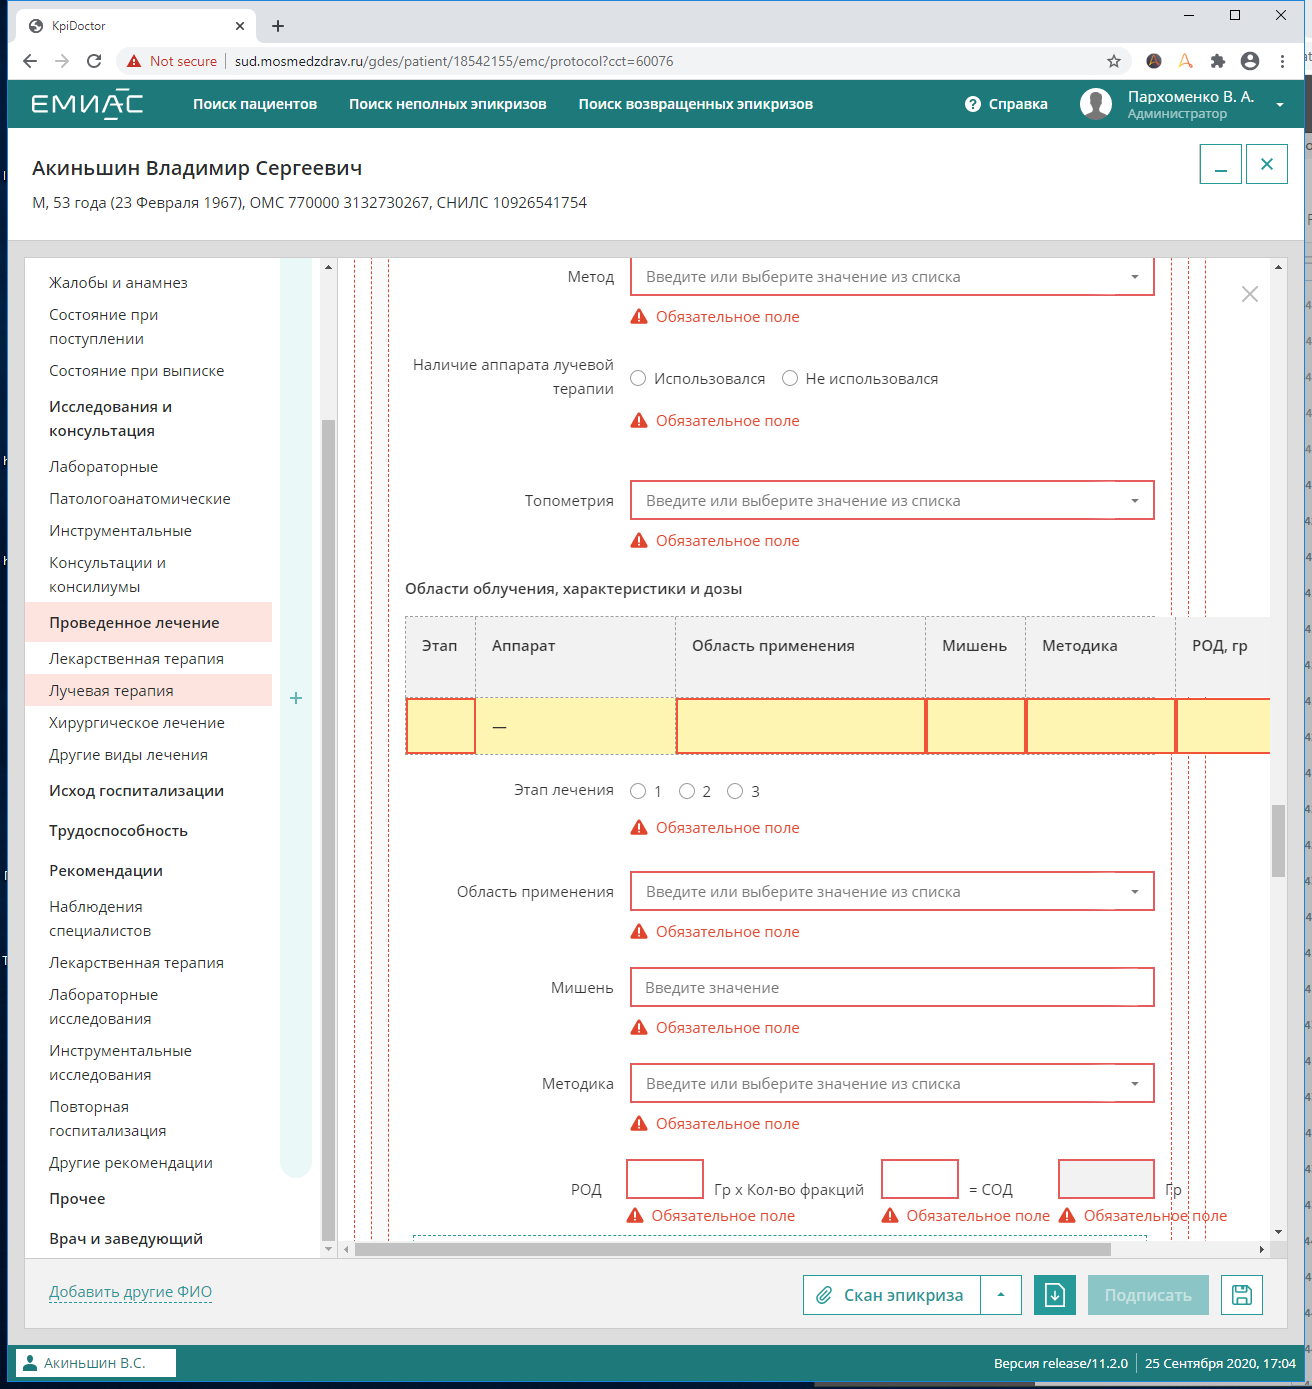 KpiDoctor
Not secure
sud.mosmedzdrav.ru/gdes/patient/18542155/emc/protocol?cct=60076
ЕМИАС
Поиск пациентов
Поиск неполных эпикризов
Поиск возвращенных эпикризов
Справка
Пархоменко В. А.
Администратор
Акиньшин Владимир Сергеевич
М, 53 года (23 Февраля 1967), ОМС 770000 3132730267, СНИЛС 10926541754
Жалобы и анамнез
Состояние при
поступлении
Состояние при выписке
Исследования и
консультация
Лабораторные
Патологоанатомические
Инструментальные
Консультации и
консилиумы
Проведенное лечение
Лекарственная терапия
Лучевая терапия
Хирургическое лечение
Другие виды лечения
Исход госпитализации
Трудоспособность
Рекомендации
Наблюдения
специалистов
Лекарственная терапия
Лабораторные
исследования
Инструментальные
исследования
Повторная
госпитализация
Другие рекомендации
Прочее
Врач и заведующий
Метод
Введите или выберите значение из списка
Обязательное поле
Наличие аппарата лучевой
терапии
Использовался
Не использовался
Обязательное поле
Топометрия
Введите или выберите значение из списка
Обязательное поле
Области облучения, характеристики и дозы
Этап
Аппарат
Область применения
Мишень
Методика
РОД, гр
—
Этап лечения
1
2
3
Обязательное поле
Область применения
Введите или выберите значение из списка
Обязательное поле
Мишень
Введите значение
Обязательное поле
Методика
Введите или выберите значение из списка
Обязательное поле
РОД
Гр x Кол-во фракций
= СОД
Гр
Обязательное поле
Обязательное поле
Обязательное поле
Добавить другие ФИО
Скан эпикриза
Подписать
Акиньшин В.С.
Версия release/11.2.0
25 Сентября 2020, 17:04